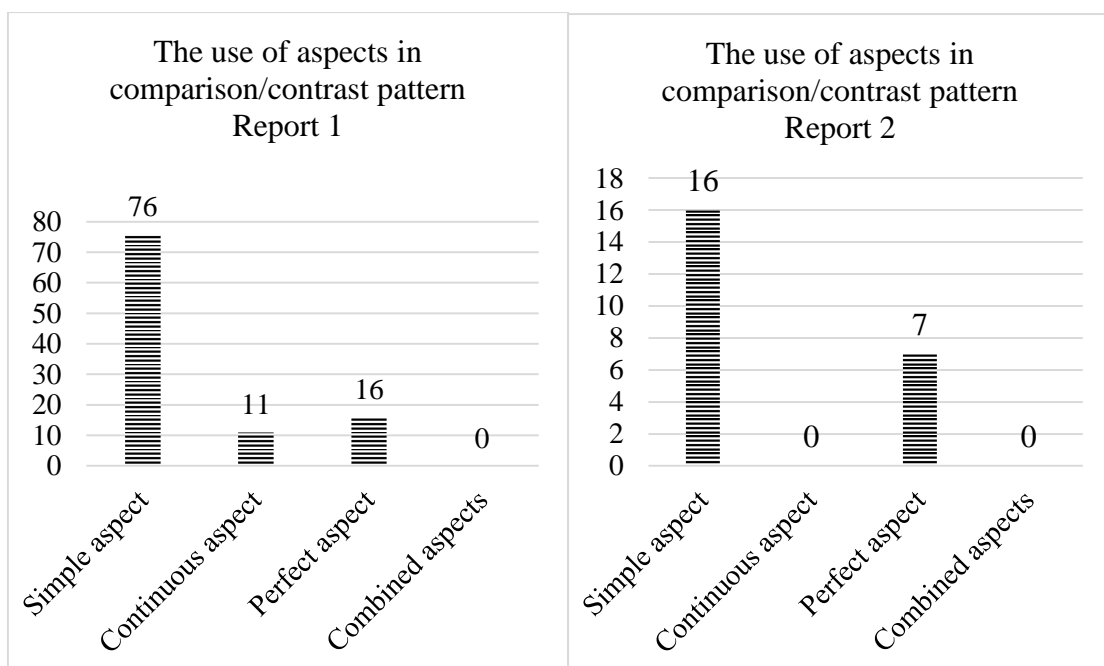 The use of aspects in
comparison/contrast pattern
Report 1
76
80
70
60
50
40
30
20
10
0
11
16
0
Simple aspect
Continuous aspect
Perfect aspect
Combined aspects
The use of aspects in
comparison/contrast pattern
Report 2
18
16
14
12
10
8
6
4
2
0
16
0
7
0
Simple aspect
Continuous aspect
Perfect aspect
Combined aspects